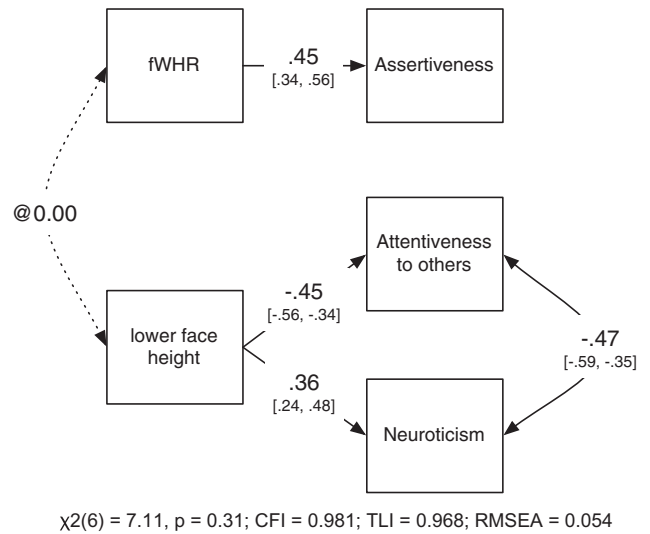 fWHR
.45
[.34, .56]
Assertiveness
@0.00
Attentiveness
to others
-.45
[-.56, -.34]
lower face
height
-.47
[-.59, -.35]
.36
[.24, .48]
Neuroticism
χ2(6) = 7.11, p = 0.31; CFI = 0.981; TLI = 0.968; RMSEA = 0.054